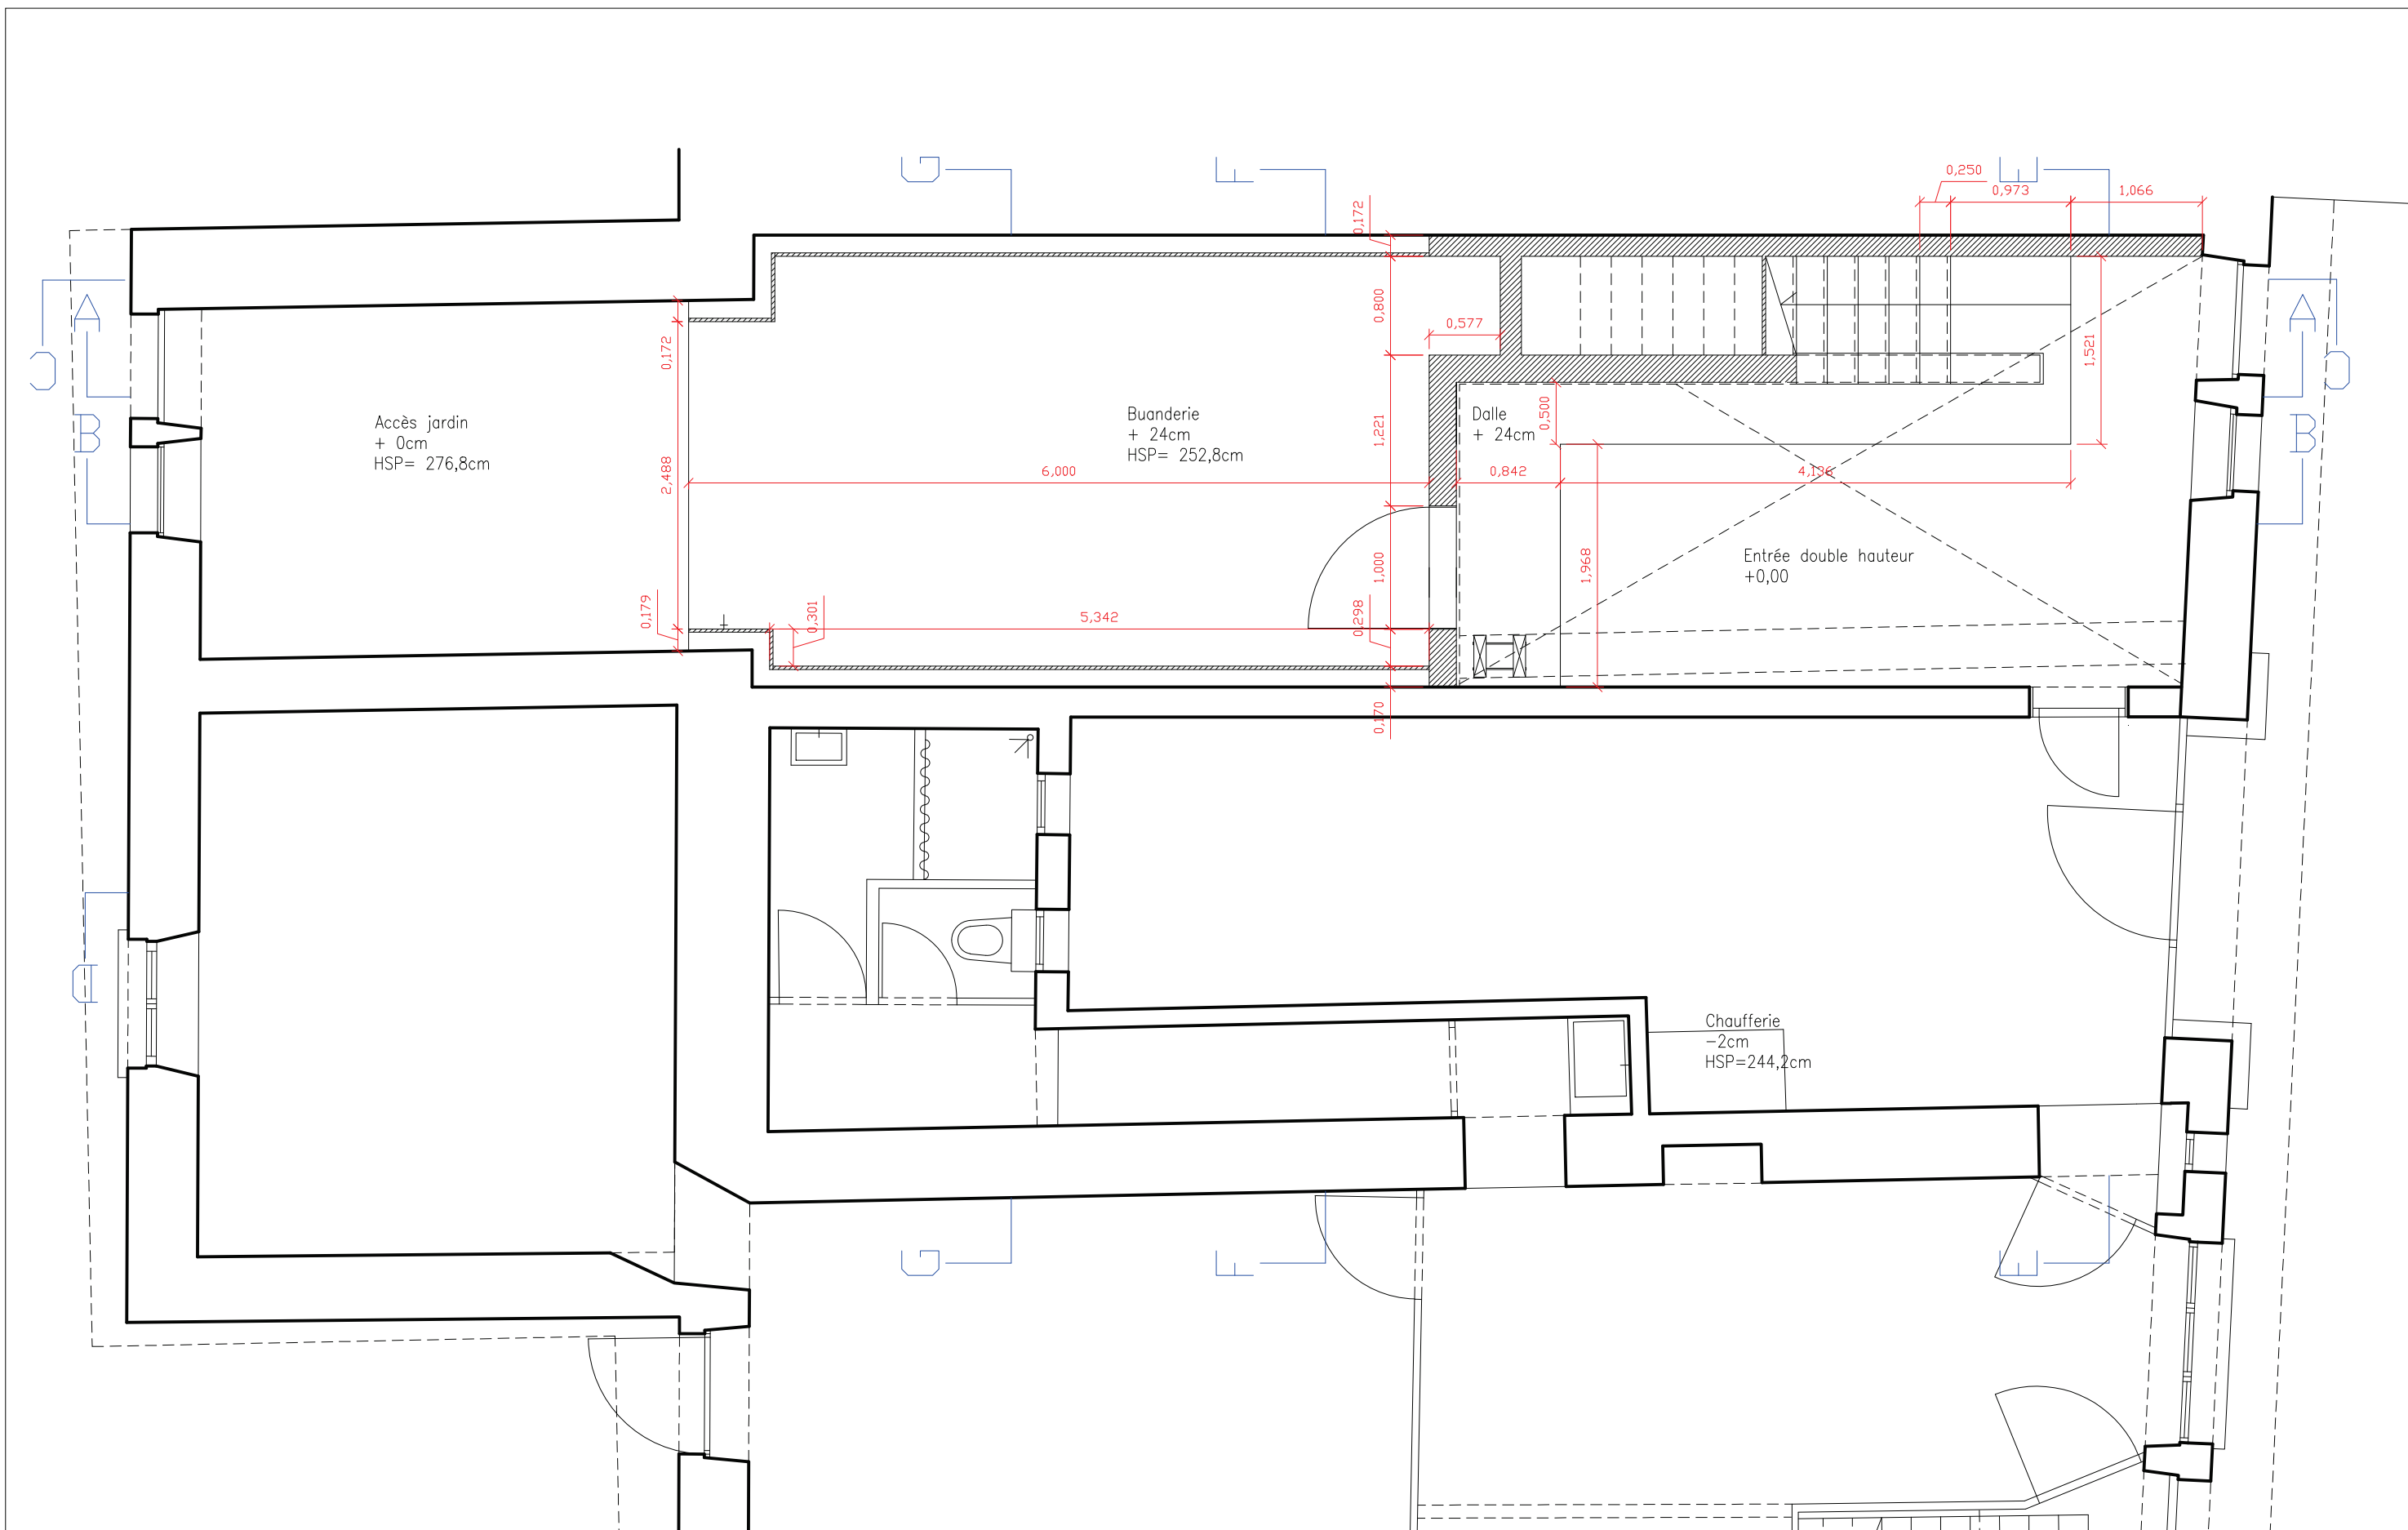 G
F
E
0,250
0,973
1,066
0,172
A
C
0,800
0,577
0,172
1,521
A
C
B
Accès jardin
+ 0cm
HSP= 276,8cm
Buanderie
+ 24cm
HSP= 252,8cm
1,221
Dalle
+ 24cm
0,500
B
2,488
6,000
0,842
4,136
Entrée double hauteur
+0,00
1,000
1,968
0,179
0,301
5,342
0,298
0,170
D
Chaufferie
-2cm
HSP=244,2cm
G
F
E